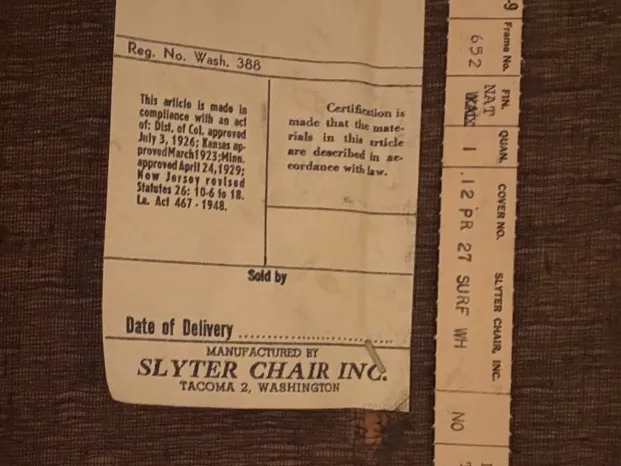 Reg. No. Wash. 388
This article is made in
compliance with an act
of: Dist. of Col. approved
July 3, 1926; Kansas ap-
proved March 1923; Minn.
approved April 24, 1929;
New Jersey revised
Statutes 26: 10-6 to 18.
La. Act 467 - 1948.
Certification is
made that the mate-
rials in this article
are described in ac-
cordance with law.
Sold by
Date of Delivery
MANUFACTURED BY
SLYTER CHAIR INC.
TACOMA 2, WASHINGTON
-9
Frame No. FIN. QUAN. COVER NO. SLYTER CHAIR, INC.
652 NAT 1 .12 PR 27 SURF WH NO